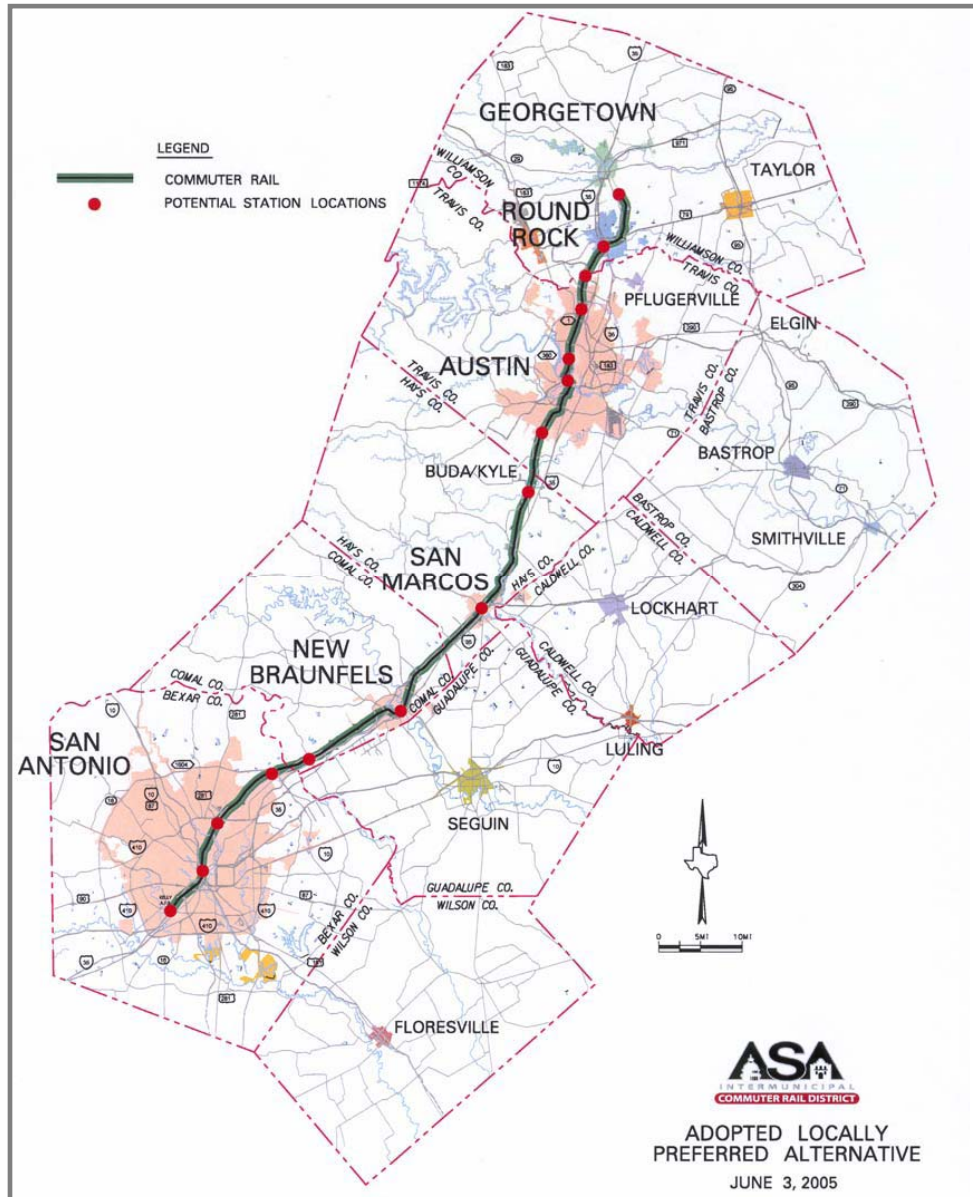 LEGEND
COMMUTER RAIL
POTENTIAL STATION LOCATIONS
GEORGETOWN
TAYLOR
WILLIAMSON CO.
TRAVIS CO.
ROUND
ROCK
WILLIAMSON CO.
TRAVIS CO.
PFLUGERVILLE
ELGIN
AUSTIN
TRAVIS CO.
HAYS CO.
TRAVIS CO.
BASTROP CO.
BASTROP
BUDA/KYLE
BASTROP CO.
CALDWELL CO.
SMITHVILLE
SAN
MARCOS
HAYS CO.
COMAL CO.
HAYS CO.
CALDWELL CO.
LOCKHART
NEW
BRAUNFELS
COMAL CO.
GUADALUPE CO.
CALDWELL CO.
GUADALUPE CO.
COMAL CO.
BEXAR CO.
SAN
ANTONIO
LULING
SEGUIN
GUADALUPE CO.
WILSON CO.
BEXAR CO.
WILSON CO.
0 5MI 10MI
FLORESVILLE
ASA
INTERMUNICIPAL
COMMUTER RAIL DISTRICT
ADOPTED LOCALLY
PREFERRED ALTERNATIVE
JUNE 3, 2005